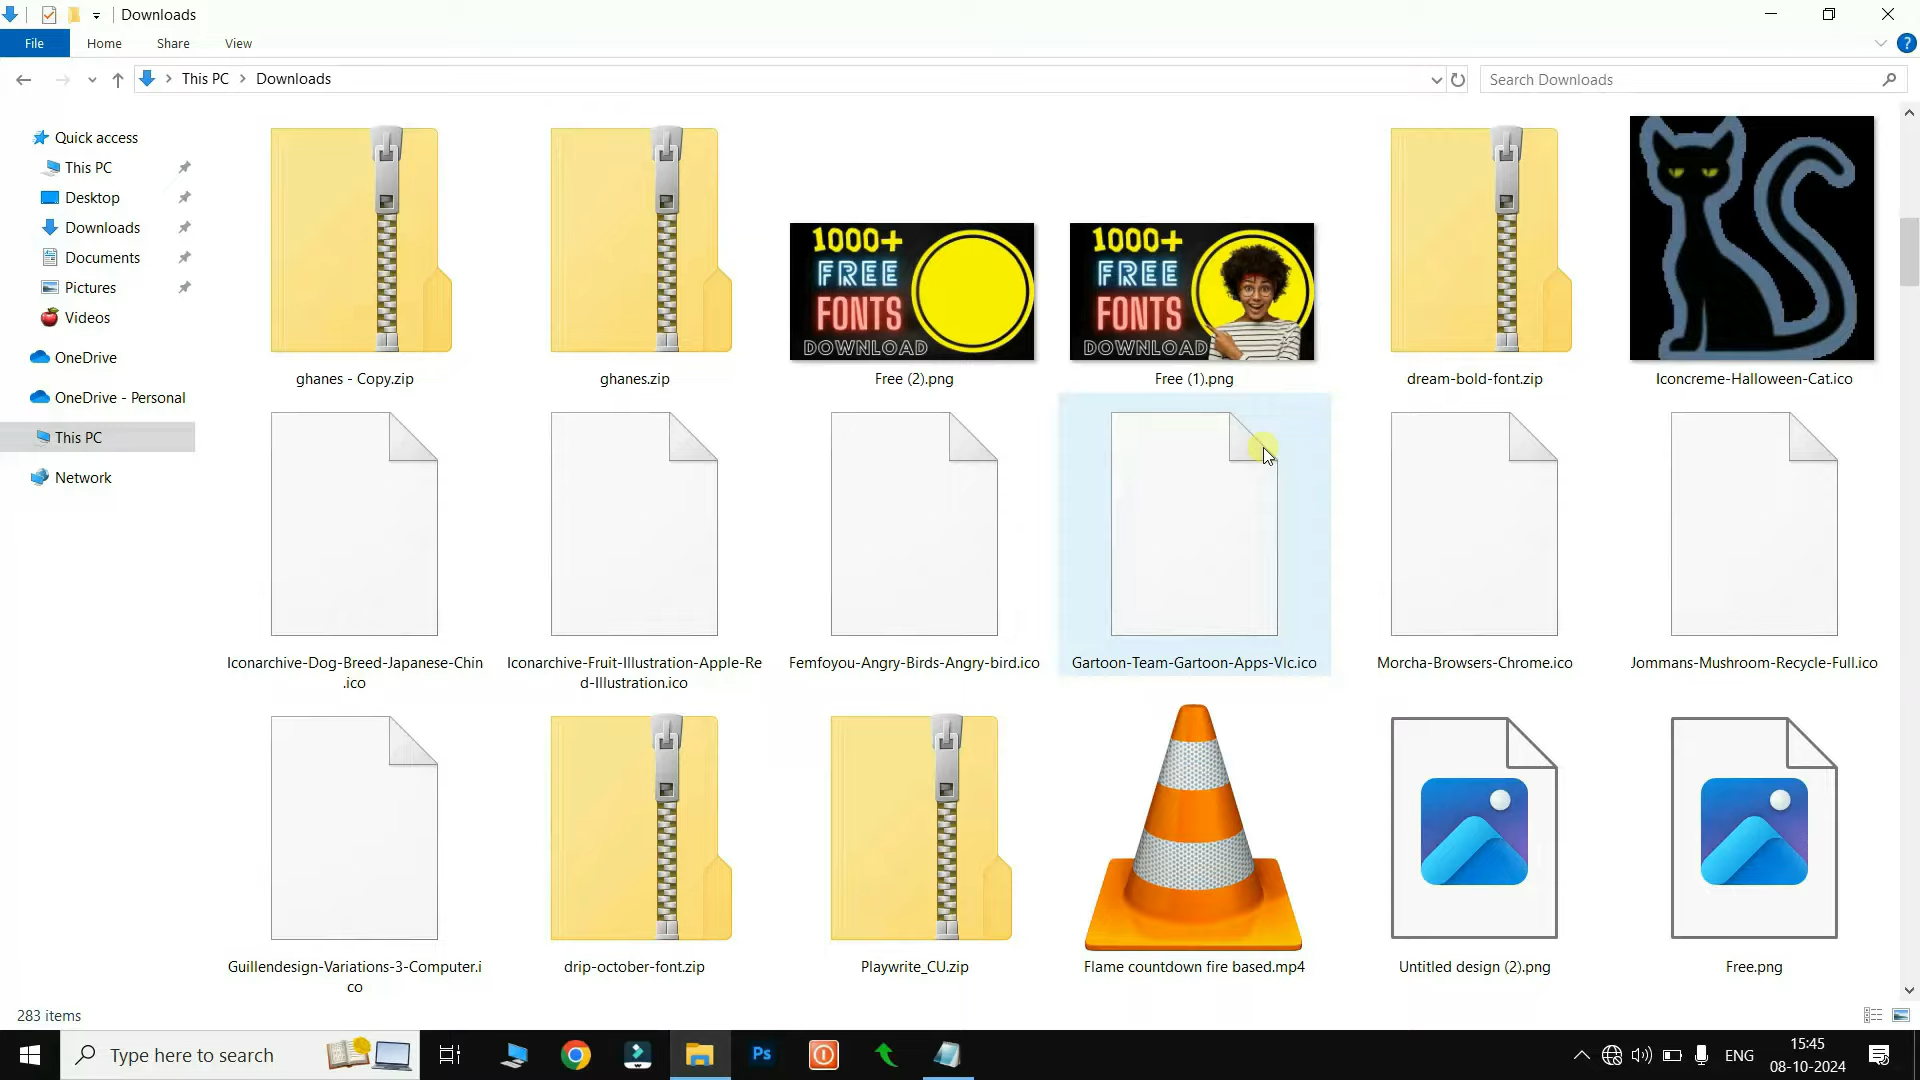 Downloads
File Home Share View
This PC Downloads
Search Downloads
Quick access
This PC
Desktop
Downloads
Documents
Pictures
Videos
OneDrive
OneDrive - Personal
This PC
Network
1000+
FREE
FONTS
DOWNLOAD
1000+
FREE
FONTS
DOWNLOAD
ghanes - Copy.zip
ghanes.zip
Free (2).png
Free (1).png
dream-bold-font.zip
Iconcreme-Halloween-Cat.ico
Iconarchive-Dog-Breed-Japanese-Chin
.ico
Iconarchive-Fruit-Illustration-Apple-Re
d-Illustration.ico
Femfoyou-Angry-Birds-Angry-bird.ico
Gartoon-Team-Gartoon-Apps-Vlc.ico
Morcha-Browsers-Chrome.ico
Jommans-Mushroom-Recycle-Full.ico
Guillendesign-Variations-3-Computer.i
co
drip-october-font.zip
Playwrite_CU.zip
Flame countdown fire based.mp4
Untitled design (2).png
Free.png
283 items
Type here to search
Ps
ENG
15:45
08-10-2024